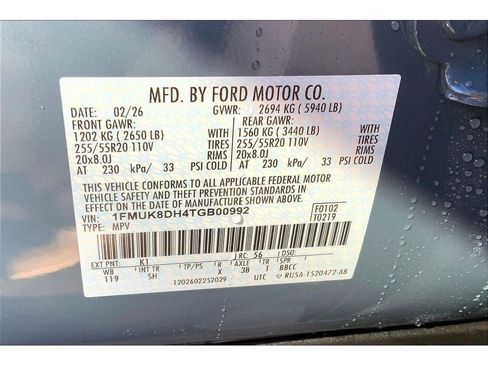 MFD. BY FORD MOTOR CO.
DATE: 02/26 GVWR: 2694 KG ( 5940 LB)
FRONT GAWR: REAR GAWR:
1202 KG ( 2650 LB) WITH 1560 KG ( 3440 LB) WITH
255/55R20 110V TIRES 255/55R20 110V TIRES
20x8.0J RIMS 20x8.0J RIMS
AT 230 kPa/ 33 PSI COLD AT 230 kPa/ 33 PSI COLD
THIS VEHICLE CONFORMS TO ALL APPLICABLE FEDERAL MOTOR
VEHICLE SAFETY AND THEFT PREVENTION STANDARDS IN EFFECT ON
THE DATE OF MANUFACTURE SHOWN ABOVE.
VIN: 1FMUK8DH4TGB00992 F0102
TYPE: MPV T0219
EXT PNT: K1 RC: 56 DSO:
WB INT TR TP/PS R AXLE TR SPR
119 SH X 3B T BBCC
1202602252029 UTC RU5A-1520472-AB